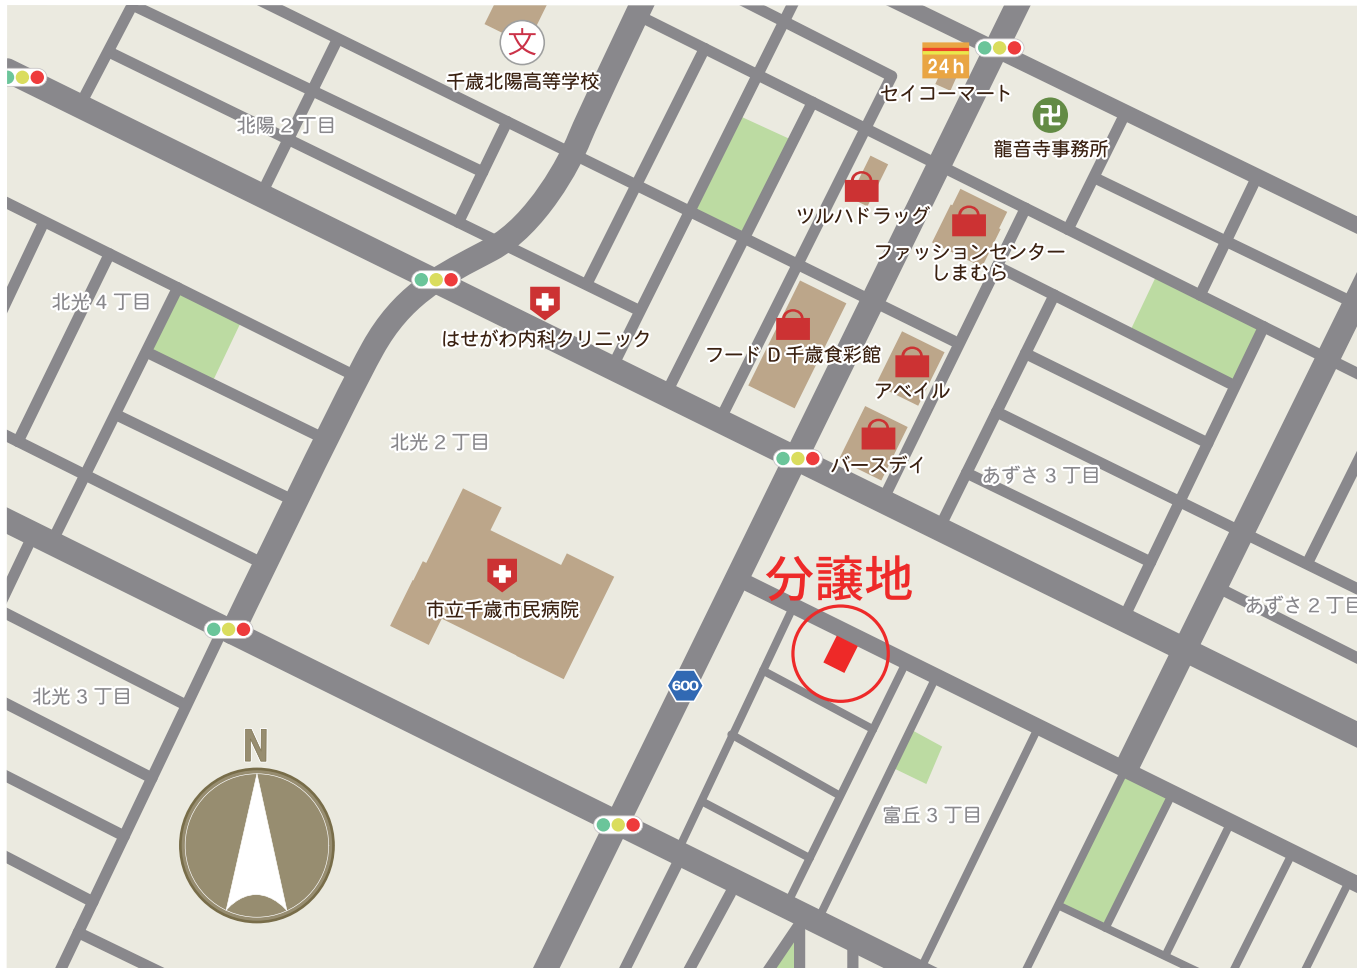 文
千歳北陽高等学校
24h
セイコーマート
卍
龍音寺事務所
北陽2丁目
ツルハドラッグ
ファッションセンター
しまむら
北光4丁目
はせがわ内科クリニック
フードD千歳食彩館
アベイル
北光2丁目
バースデイ
あずさ3丁目
分譲地
市立千歳市民病院
あずさ2丁目
600
北光3丁目
N
富丘3丁目